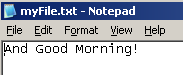 myFile.txt - Notepad
File Edit Format View Help
And Good Morning!